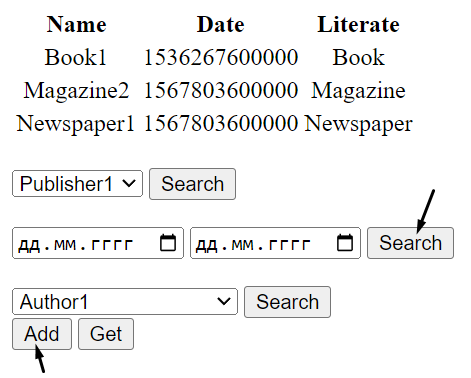 Name Date Literate
Book1 1536267600000 Book
Magazine2 1567803600000 Magazine
Newspaper1 1567803600000 Newspaper
Publisher1 Search
дд.мм.гггг дд.мм.гггг Search
Author1 Search
Add Get